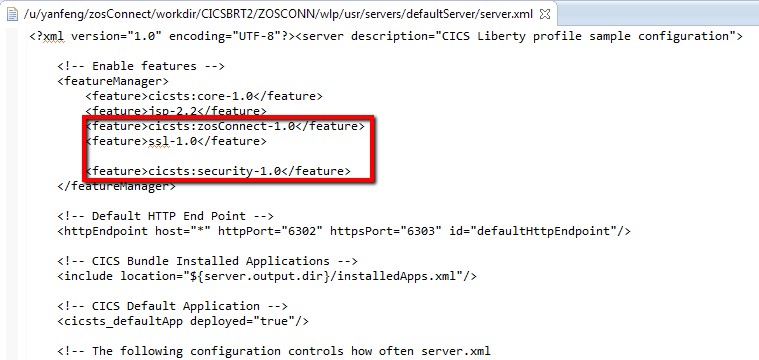 /u/yanfeng/zosConnect/workdir/CICSBRT2/ZOSCONN/wlp/usr/servers/defaultServer/server.xml
<?xml version="1.0" encoding="UTF-8"?><server description="CICS Liberty profile sample configuration">
<!-- Enable features -->
<featureManager>
<feature>cicsts:core-1.0</feature>
<feature>jsp-2.2</feature>
<feature>cicsts:zosConnect-1.0</feature>
<feature>ssl-1.0</feature>
<feature>cicsts:security-1.0</feature>
</featureManager>
<!-- Default HTTP End Point -->
<httpEndpoint host="*" httpPort="6302" httpsPort="6303" id="defaultHttpEndpoint"/>
<!-- CICS Bundle Installed Applications -->
<include location="${server.output.dir}/installedApps.xml"/>
<!-- CICS Default Application -->
<cicsts_defaultApp deployed="true"/>
<!-- The following configuration controls how often server.xml